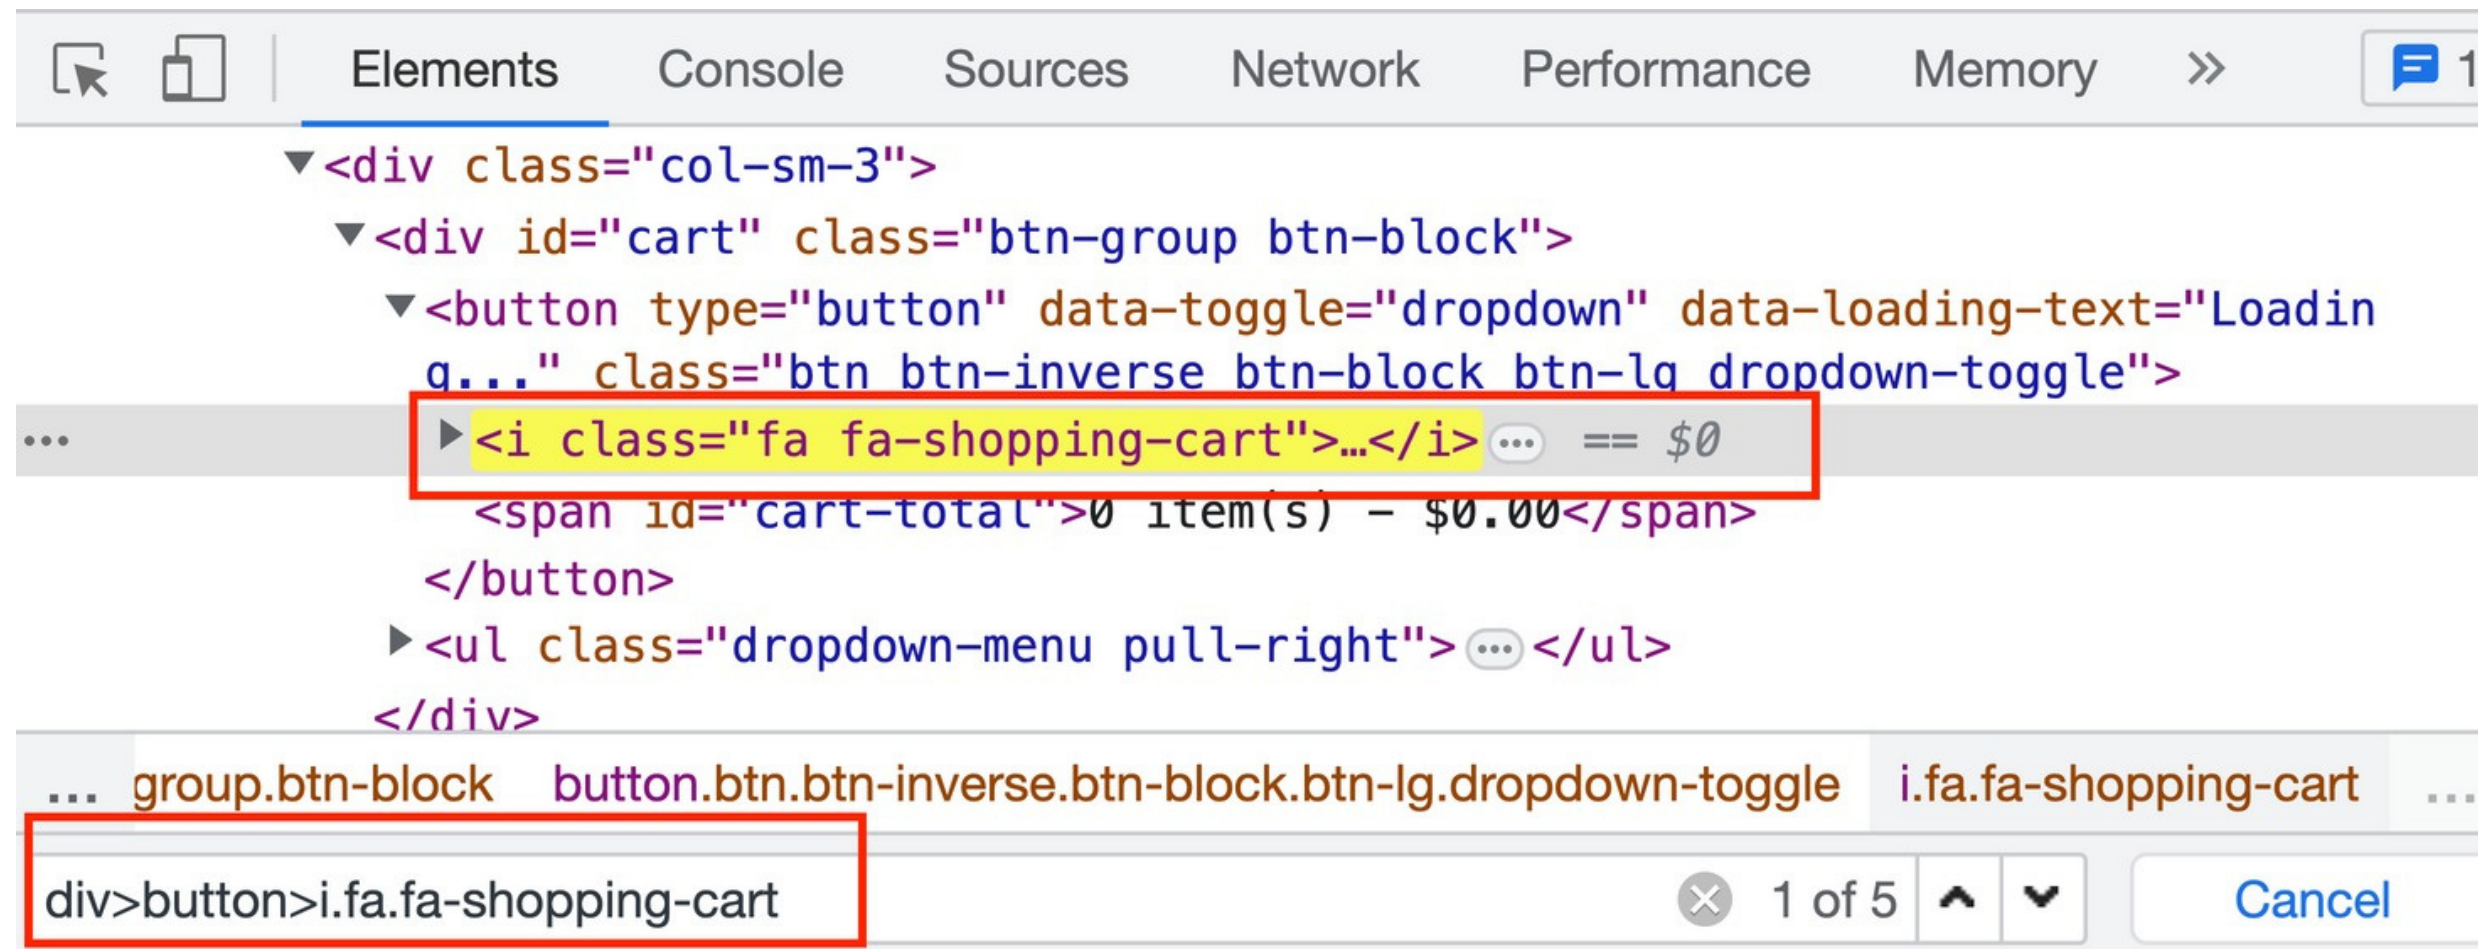 Elements Console Sources Network Performance Memory » 1
▼<div class="col-sm-3">
▼<div id="cart" class="btn-group btn-block">
▼<button type="button" data-toggle="dropdown" data-loading-text="Loadin
g..." class="btn btn-inverse btn-block btn-lg dropdown-toggle">
... ▶<i class="fa fa-shopping-cart">…</i> ... == $0
<span id="cart-total">0 item(s) - $0.00</span>
</button>
▶<ul class="dropdown-menu pull-right"> ... </ul>
</div>
... group.btn-block button.btn.btn-inverse.btn-block.btn-lg.dropdown-toggle i.fa.fa-shopping-cart ...
div>button>i.fa.fa-shopping-cart 1 of 5 Cancel